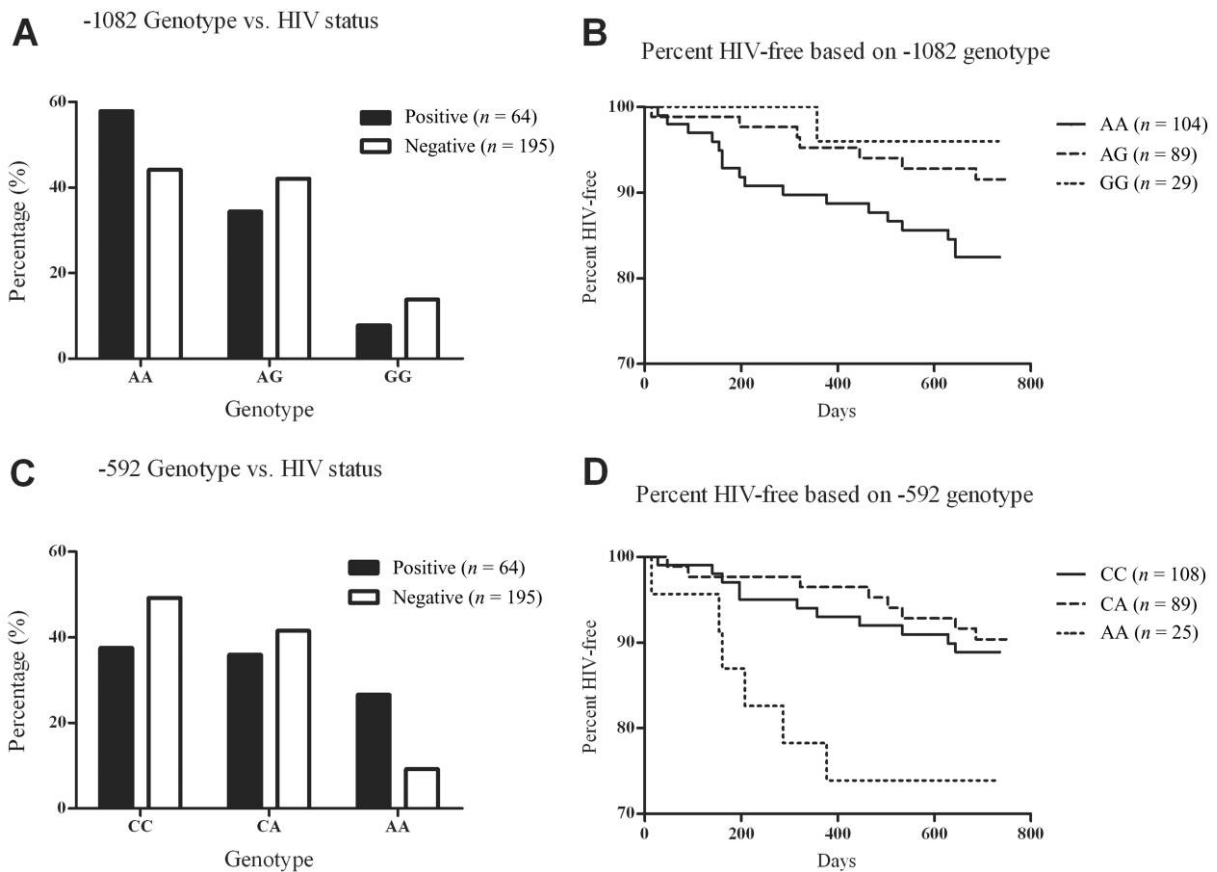 A
-1082 Genotype vs. HIV status
Percentage (%)
60
40
20
0
Positive (n = 64)
Negative (n = 195)
AA AG GG
Genotype
B
Percent HIV-free based on -1082 genotype
Percent HIV-free
100
90
80
70
0 200 400 600 800
Days
AA (n = 104)
AG (n = 89)
GG (n = 29)
C
-592 Genotype vs. HIV status
Percentage (%)
60
40
20
0
Positive (n = 64)
Negative (n = 195)
CC CA AA
Genotype
D
Percent HIV-free based on -592 genotype
Percent HIV-free
100
90
80
70
0 200 400 600 800
Days
CC (n = 108)
CA (n = 89)
AA (n = 25)